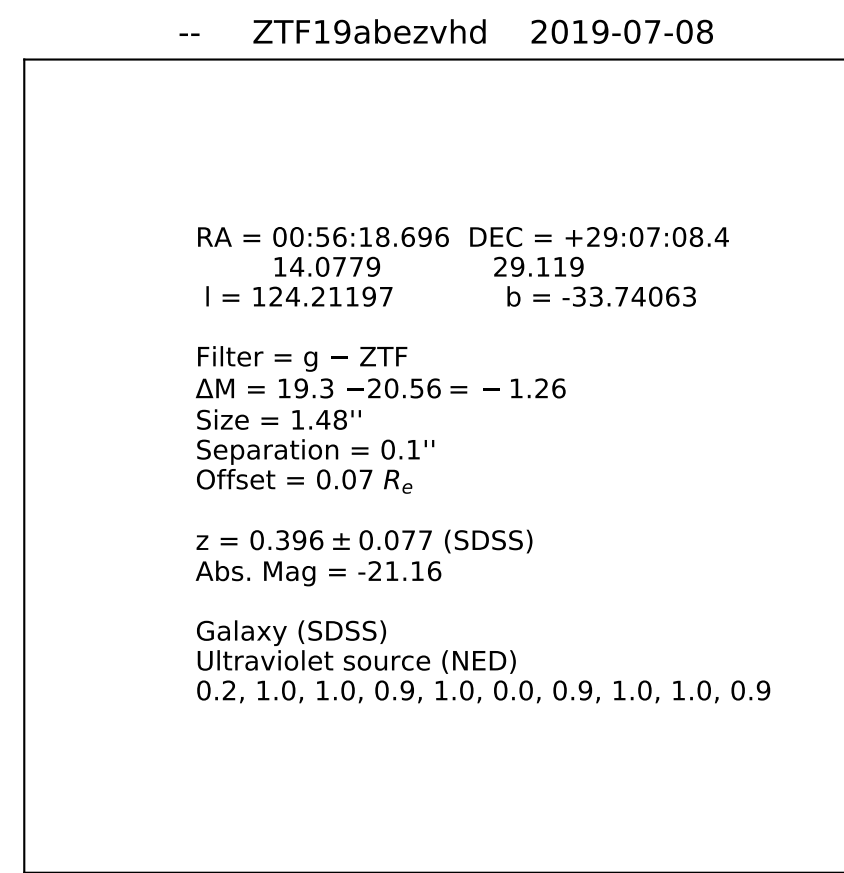 -- ZTF19abezvhd 2019-07-08
RA = 00:56:18.696 DEC = +29:07:08.4
14.0779 29.119
l = 124.21197 b = -33.74063
Filter = g − ZTF
ΔM = 19.3 −20.56 = − 1.26
Size = 1.48''
Separation = 0.1''
Offset = 0.07 Re
z = 0.396 ± 0.077 (SDSS)
Abs. Mag = -21.16
Galaxy (SDSS)
Ultraviolet source (NED)
0.2, 1.0, 1.0, 0.9, 1.0, 0.0, 0.9, 1.0, 1.0, 0.9